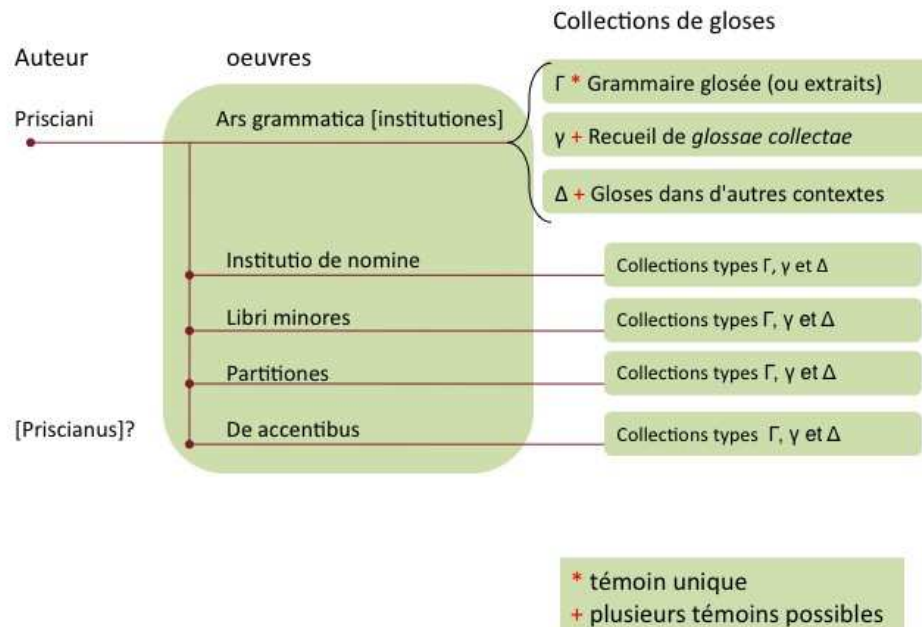 Collections de gloses
Auteur oeuvres
Γ * Grammaire glosée (ou extraits)
Prisciani Ars grammatica [institutiones]
γ + Recueil de glossae collectae
Δ + Gloses dans d'autres contextes
Institutio de nomine Collections types Γ, γ et Δ
Libri minores Collections types Γ, γ et Δ
Partitiones Collections types Γ, γ et Δ
[Priscianus]? De accentibus Collections types Γ, γ et Δ
* témoin unique
+ plusieurs témoins possibles